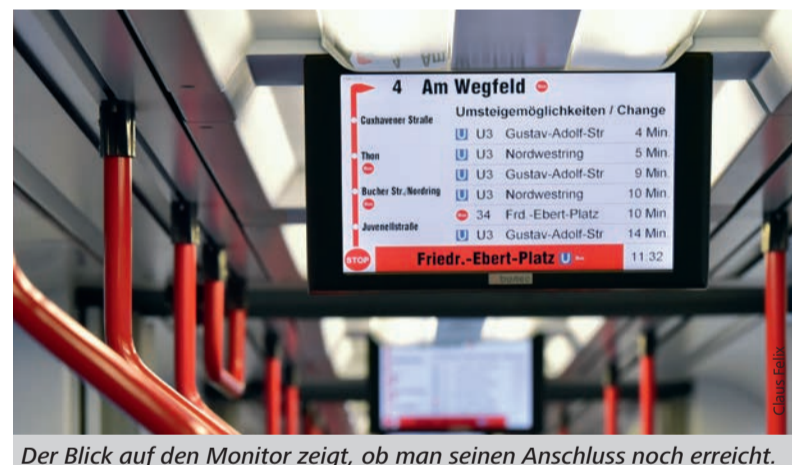 4 Am Wegfeld
Umsteigemöglichkeiten / Change
Cuxhavener Straße
Thon
Bucher Str./Nordring
Juvenellstraße
U U3 Gustav-Adolf-Str 4 Min.
U U3 Nordwestring 5 Min.
U U3 Gustav-Adolf-Str 9 Min.
U U3 Nordwestring 10 Min.
34 Frd.-Ebert-Platz 10 Min.
U U3 Gustav-Adolf-Str 14 Min.
STOP Friedr.-Ebert-Platz U 11:32
Claus Felix
Der Blick auf den Monitor zeigt, ob man seinen Anschluss noch erreicht.